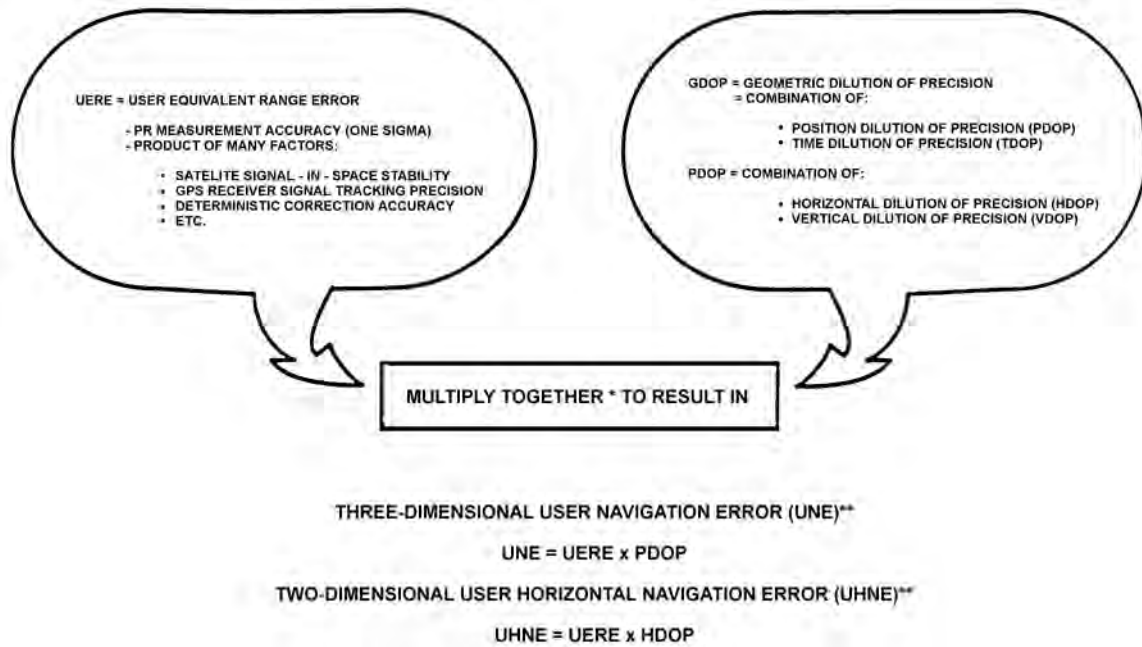 UERE = USER EQUIVALENT RANGE ERROR
- PR MEASUREMENT ACCURACY (ONE SIGMA)
- PRODUCT OF MANY FACTORS:
• SATELITE SIGNAL - IN - SPACE STABILITY
• GPS RECEIVER SIGNAL TRACKING PRECISION
• DETERMINISTIC CORRECTION ACCURACY
• ETC.
GDOP = GEOMETRIC DILUTION OF PRECISION
= COMBINATION OF:
• POSITION DILUTION OF PRECISION (PDOP)
• TIME DILUTION OF PRECISION (TDOP)
PDOP = COMBINATION OF:
• HORIZONTAL DILUTION OF PRECISION (HDOP)
• VERTICAL DILUTION OF PRECISION (VDOP)
MULTIPLY TOGETHER * TO RESULT IN
THREE-DIMENSIONAL USER NAVIGATION ERROR (UNE)**
UNE = UERE x PDOP
TWO-DIMENSIONAL USER HORIZONTAL NAVIGATION ERROR (UHNE)**
UHNE = UERE x HDOP